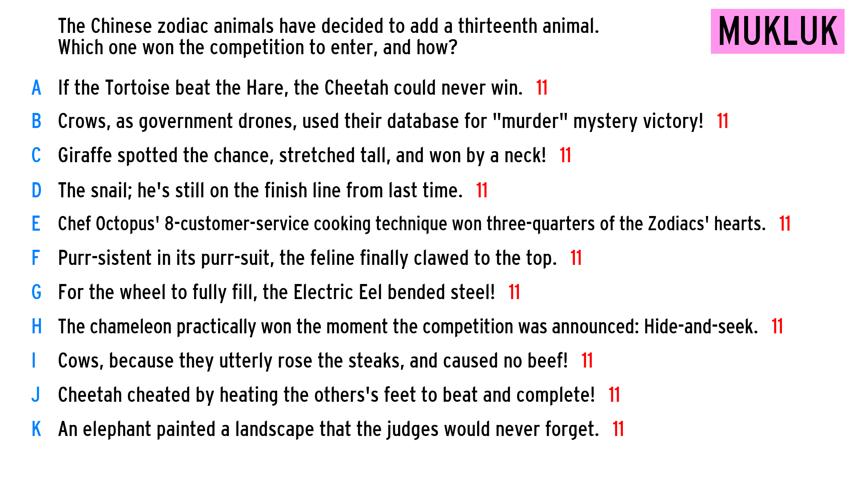 The Chinese zodiac animals have decided to add a thirteenth animal.
Which one won the competition to enter, and how?
MUKLUK
A If the Tortoise beat the Hare, the Cheetah could never win. 11
B Crows, as government drones, used their database for "murder" mystery victory! 11
C Giraffe spotted the chance, stretched tall, and won by a neck! 11
D The snail; he's still on the finish line from last time. 11
E Chef Octopus' 8-customer-service cooking technique won three-quarters of the Zodiacs' hearts. 11
F Purr-sistent in its purr-suit, the feline finally clawed to the top. 11
G For the wheel to fully fill, the Electric Eel bended steel! 11
H The chameleon practically won the moment the competition was announced: Hide-and-seek. 11
I Cows, because they utterly rose the steaks, and caused no beef! 11
J Cheetah cheated by heating the others's feet to beat and complete! 11
K An elephant painted a landscape that the judges would never forget. 11